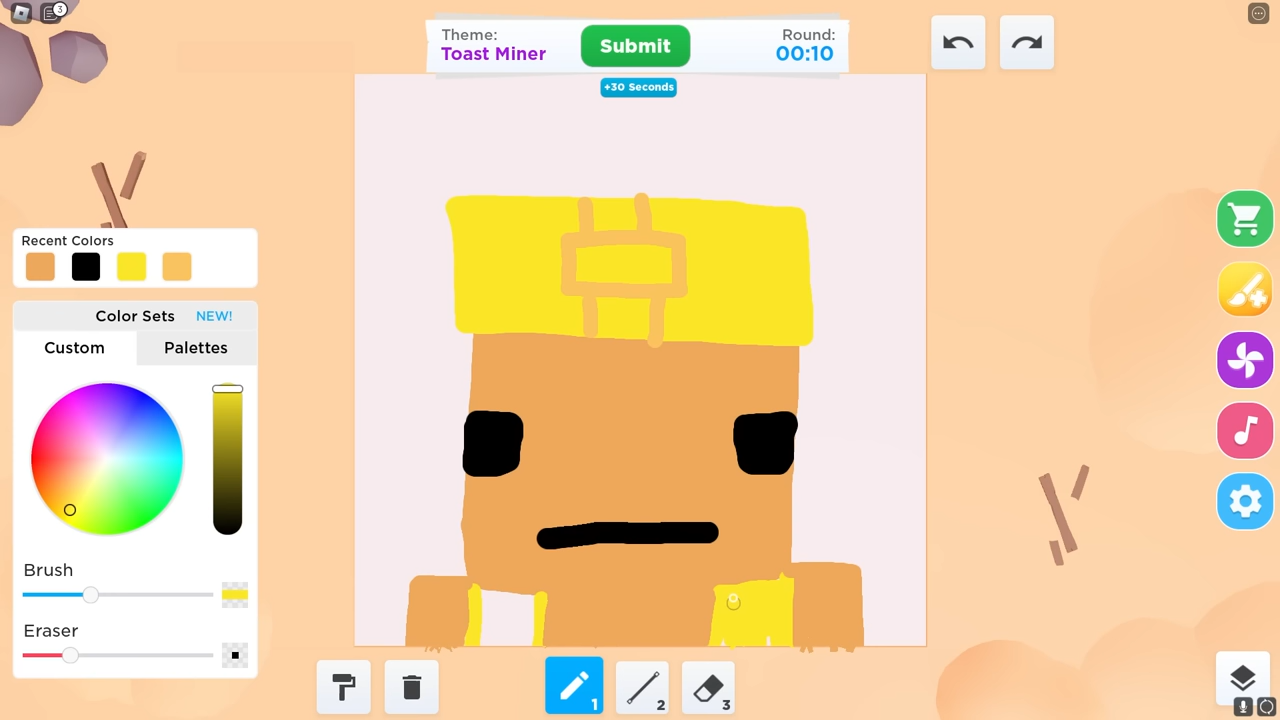 3
Theme:
Toast Miner
Submit
Round:
00:10
+30 Seconds
Recent Colors
Color Sets NEW!
Custom
Palettes
Brush
Eraser
1
2
3